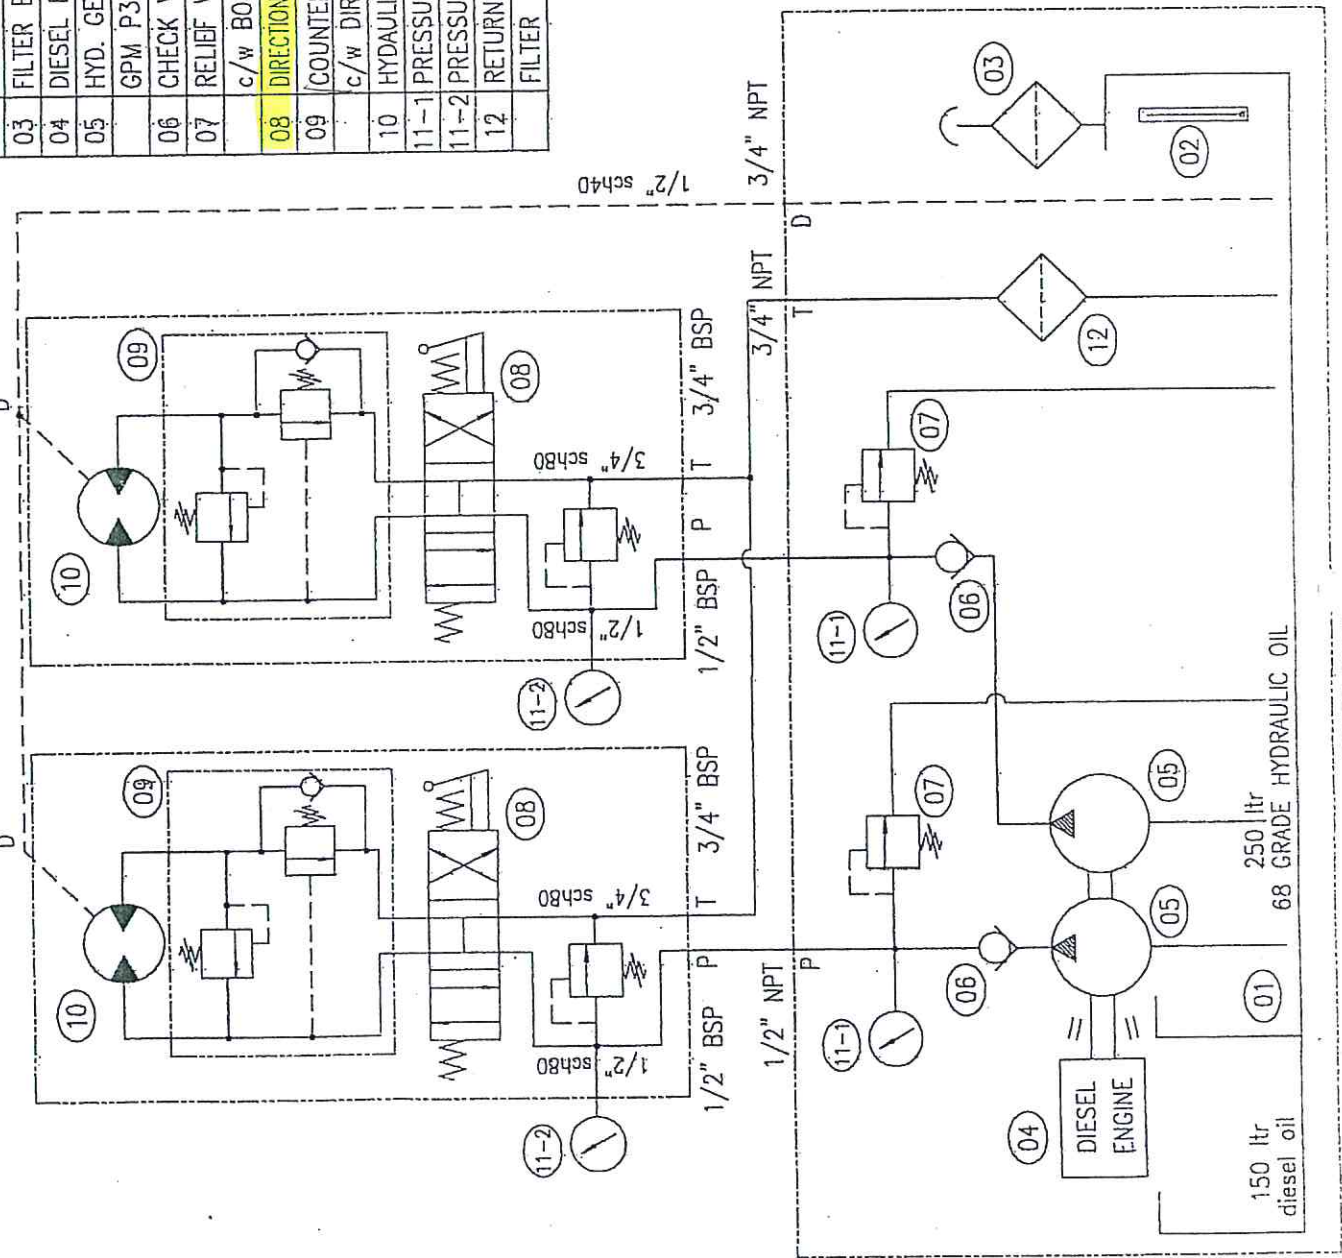 03 FILTER B
04 DIESEL
05 HYD. GE
GPM P3
06 CHECK V
07 RELIEF V
c/w BO
08 DIRECTION
09 COUNTER
c/w DIR
10 HYDAULI
11-1 PRESSU
11-2 PRESSU
12 RETURN
FILTER
1/2" sch40
D
D
10
09
08
10
09
08
3/4" sch80
3/4" sch80
1/2" sch80
1/2" sch80
11-2
11-2
1/2" BSP P T 3/4" BSP
1/2" BSP P T 3/4" BSP
1/2" NPT
3/4" NPT
3/4" NPT
P
T
D
11-1
07
06
11-1
07
06
12
03
02
04
DIESEL
ENGINE
05
05
01
150 ltr
diesel oil
250 ltr
68 GRADE HYDRAULIC OIL